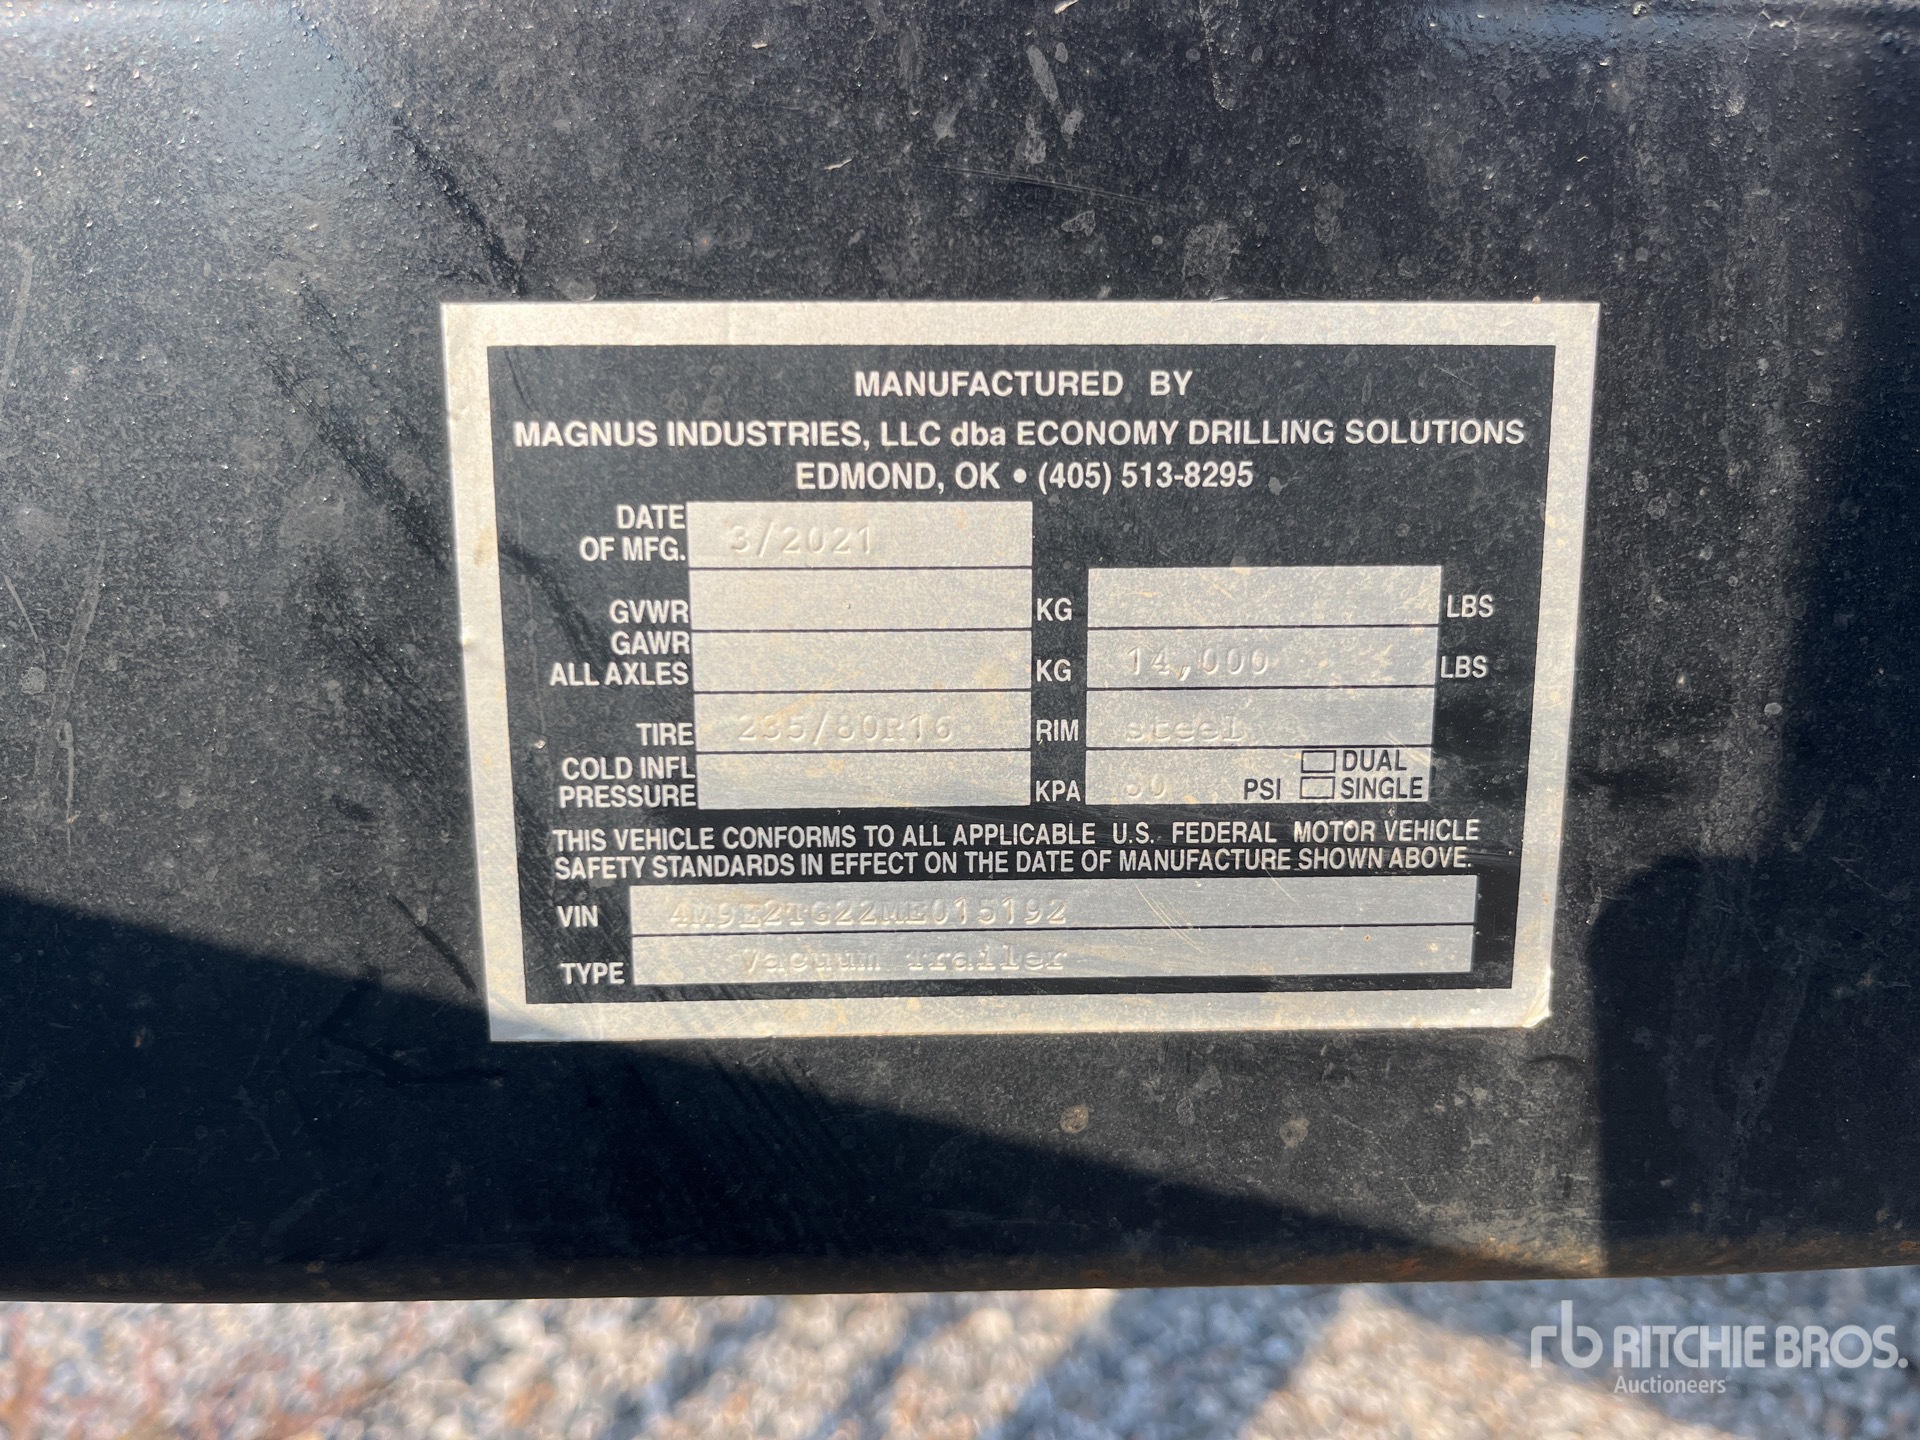 MANUFACTURED BY
MAGNUS INDUSTRIES, LLC dba ECONOMY DRILLING SOLUTIONS
EDMOND, OK • (405) 513-8295
DATE OF MFG. 3/2021
GVWR KG LBS
GAWR ALL AXLES KG 14,000 LBS
TIRE 235/80R16 RIM steel
COLD INFL PRESSURE KPA PSI DUAL SINGLE
THIS VEHICLE CONFORMS TO ALL APPLICABLE U.S. FEDERAL MOTOR VEHICLE
SAFETY STANDARDS IN EFFECT ON THE DATE OF MANUFACTURE SHOWN ABOVE.
VIN 4M9E2TG22ME015192
TYPE Vacuum Trailer
rb RITCHIE BROS.
Auctioneers